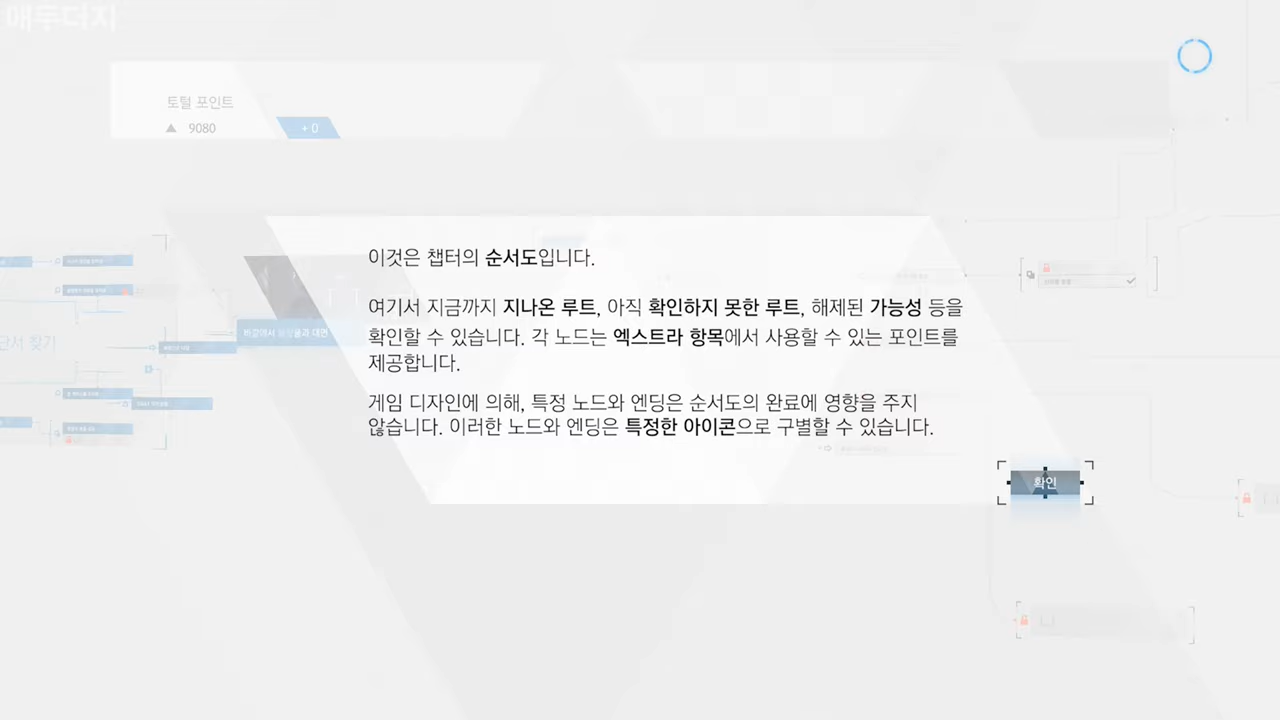 애두더지
토털 포인트
▲ 9080
+ 0
이것은 챕터의 순서도입니다.
여기서 지금까지 지나온 루트, 아직 확인하지 못한 루트, 해제된 가능성 등을
확인할 수 있습니다. 각 노드는 엑스트라 항목에서 사용할 수 있는 포인트를
제공합니다.
게임 디자인에 의해, 특정 노드와 엔딩은 순서도의 완료에 영향을 주지
않습니다. 이러한 노드와 엔딩은 특정한 아이콘으로 구별할 수 있습니다.
단서 찾기
확인